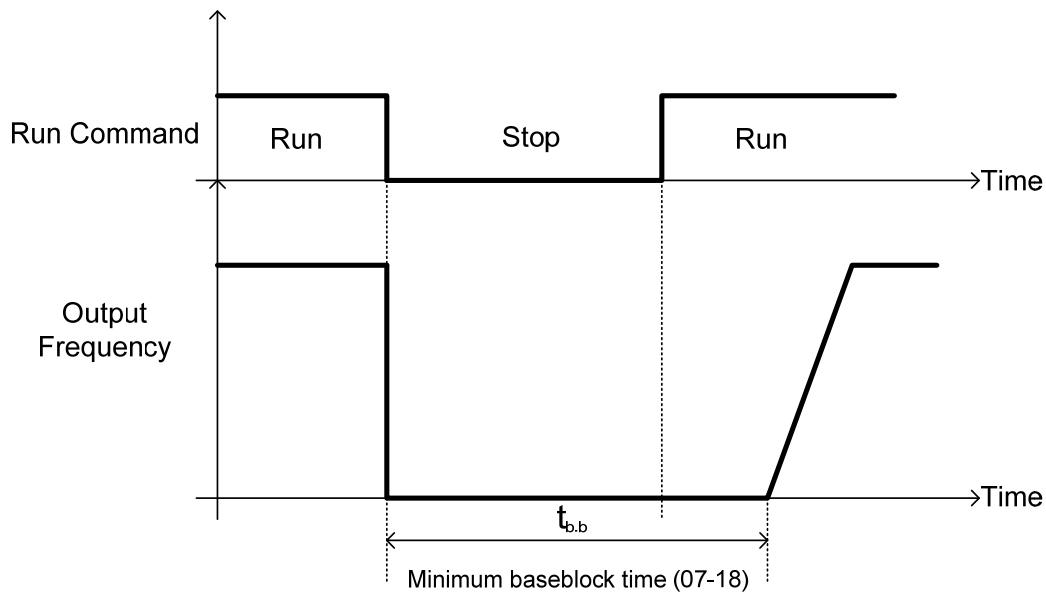 Run Command
Run
Stop
Run
Time
Output
Frequency
Time
tb.b
Minimum baseblock time (07-18)